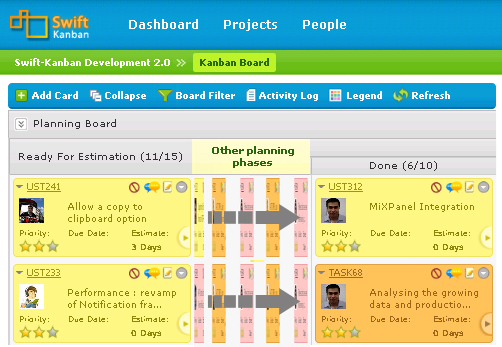 Swift
Kanban
Dashboard
Projects
People
Swift-Kanban Development 2.0 >> Kanban Board
Add Card
Collapse
Board Filter
Activity Log
Legend
Refresh
Planning Board
Ready For Estimation (11/15)
Other planning
phases
Done (6/10)
UST241
Allow a copy to
clipboard option
Priority: Due Date: Estimate:
3 Days
UST312
MiXPanel Integration
Priority: Due Date: Estimate:
0 Days
UST233
Performance : revamp
of Notification fra...
Priority: Due Date: Estimate:
0 Days
TASK68
Analysing the growing
data and productio...
Priority: Due Date: Estimate:
0 Days